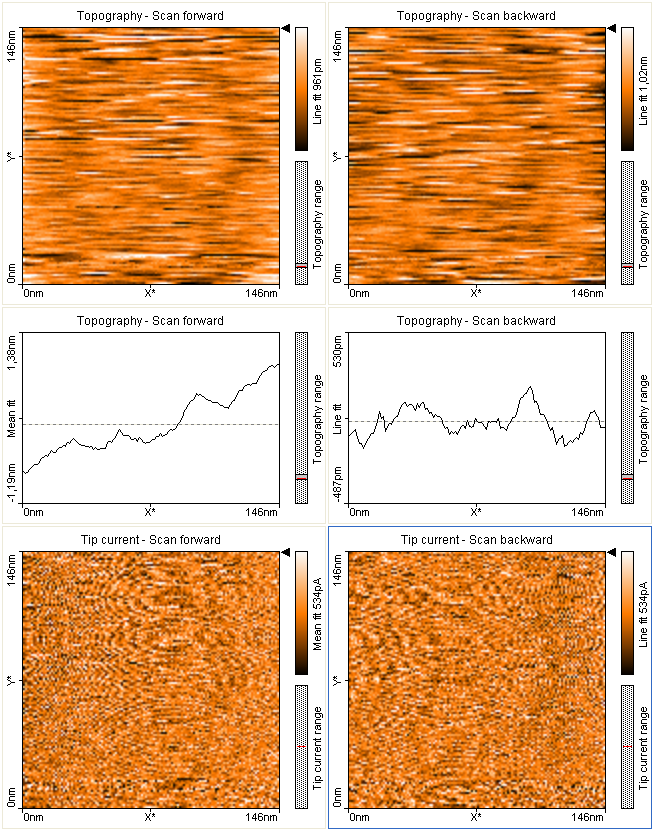 Topography - Scan forward
146nm
Y*
0nm
0nm
X*
146nm
Line fit 961pm
Topography range
Topography - Scan backward
146nm
Y*
0nm
0nm
X*
146nm
Line fit 1,02nm
Topography range
Topography - Scan forward
1,38nm
Mean fit
-1,19nm
0nm
X*
146nm
Topography range
Topography - Scan backward
530pm
Line fit
-487pm
0nm
X*
146nm
Topography range
Tip current - Scan forward
146nm
Y*
0nm
0nm
X*
146nm
Mean fit 534pA
Tip current range
Tip current - Scan backward
146nm
Y*
0nm
0nm
X*
146nm
Line fit 534pA
Tip current range